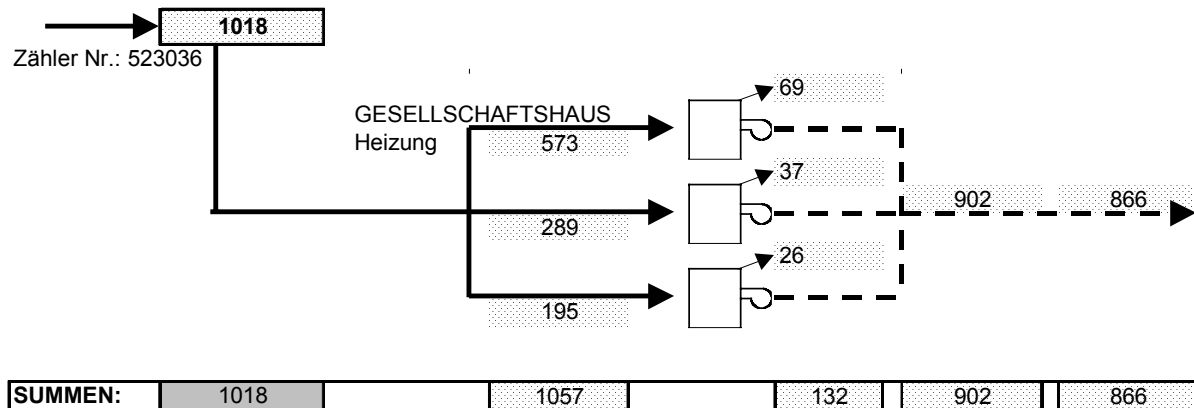 1018
Zähler Nr.: 523036
69
GESELLSCHAFTSHAUS
Heizung
573
37
289
902
866
26
195
SUMMEN: 1018 1057 132 902 866